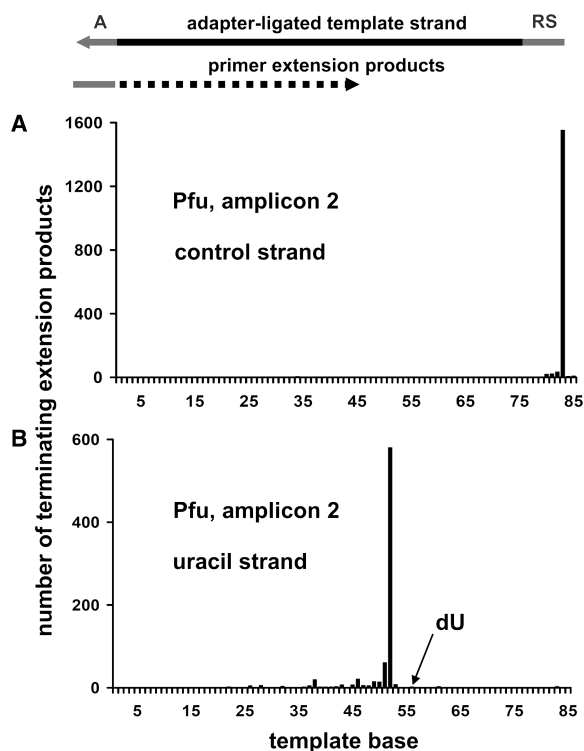 A adapter-ligated template strand RS
primer extension products
A
number of terminating extension products
1600
1200
800
400
0
Pfu, amplicon 2
control strand
5 15 25 35 45 55 65 75 85
B
600
400
200
0
Pfu, amplicon 2
uracil strand
dU
5 15 25 35 45 55 65 75 85
template base